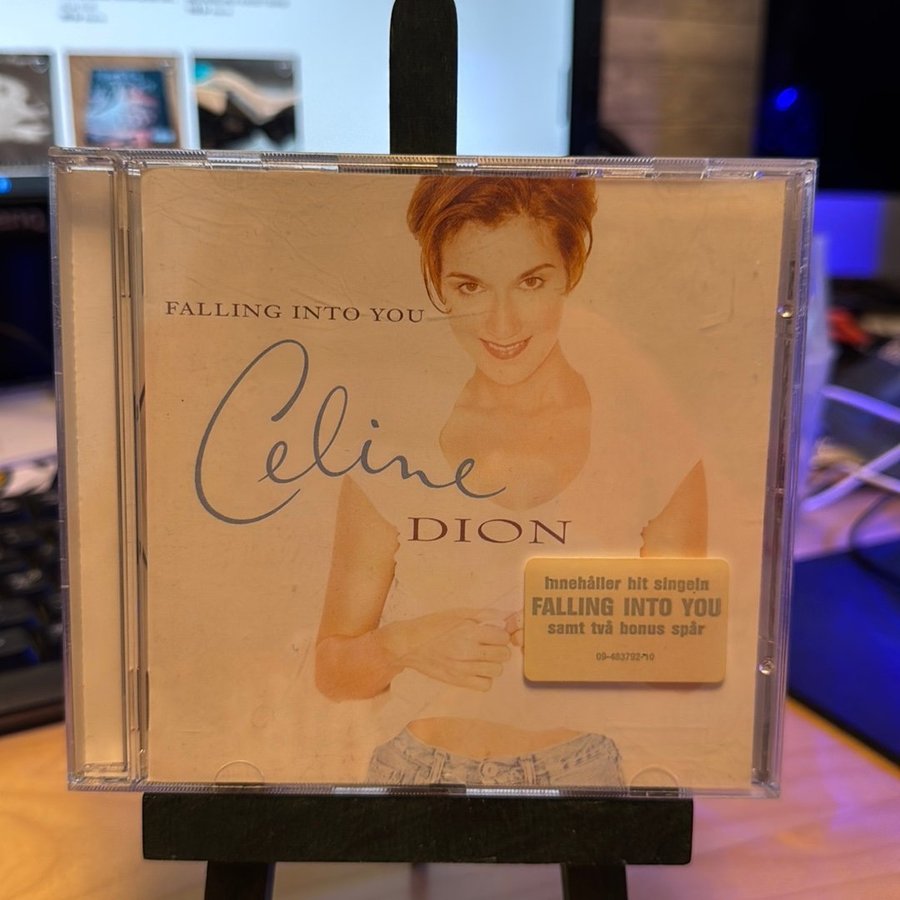 FALLING INTO YOU
Celine
DION
Innehåller hit singeln
FALLING INTO YOU
samt två bonus spår